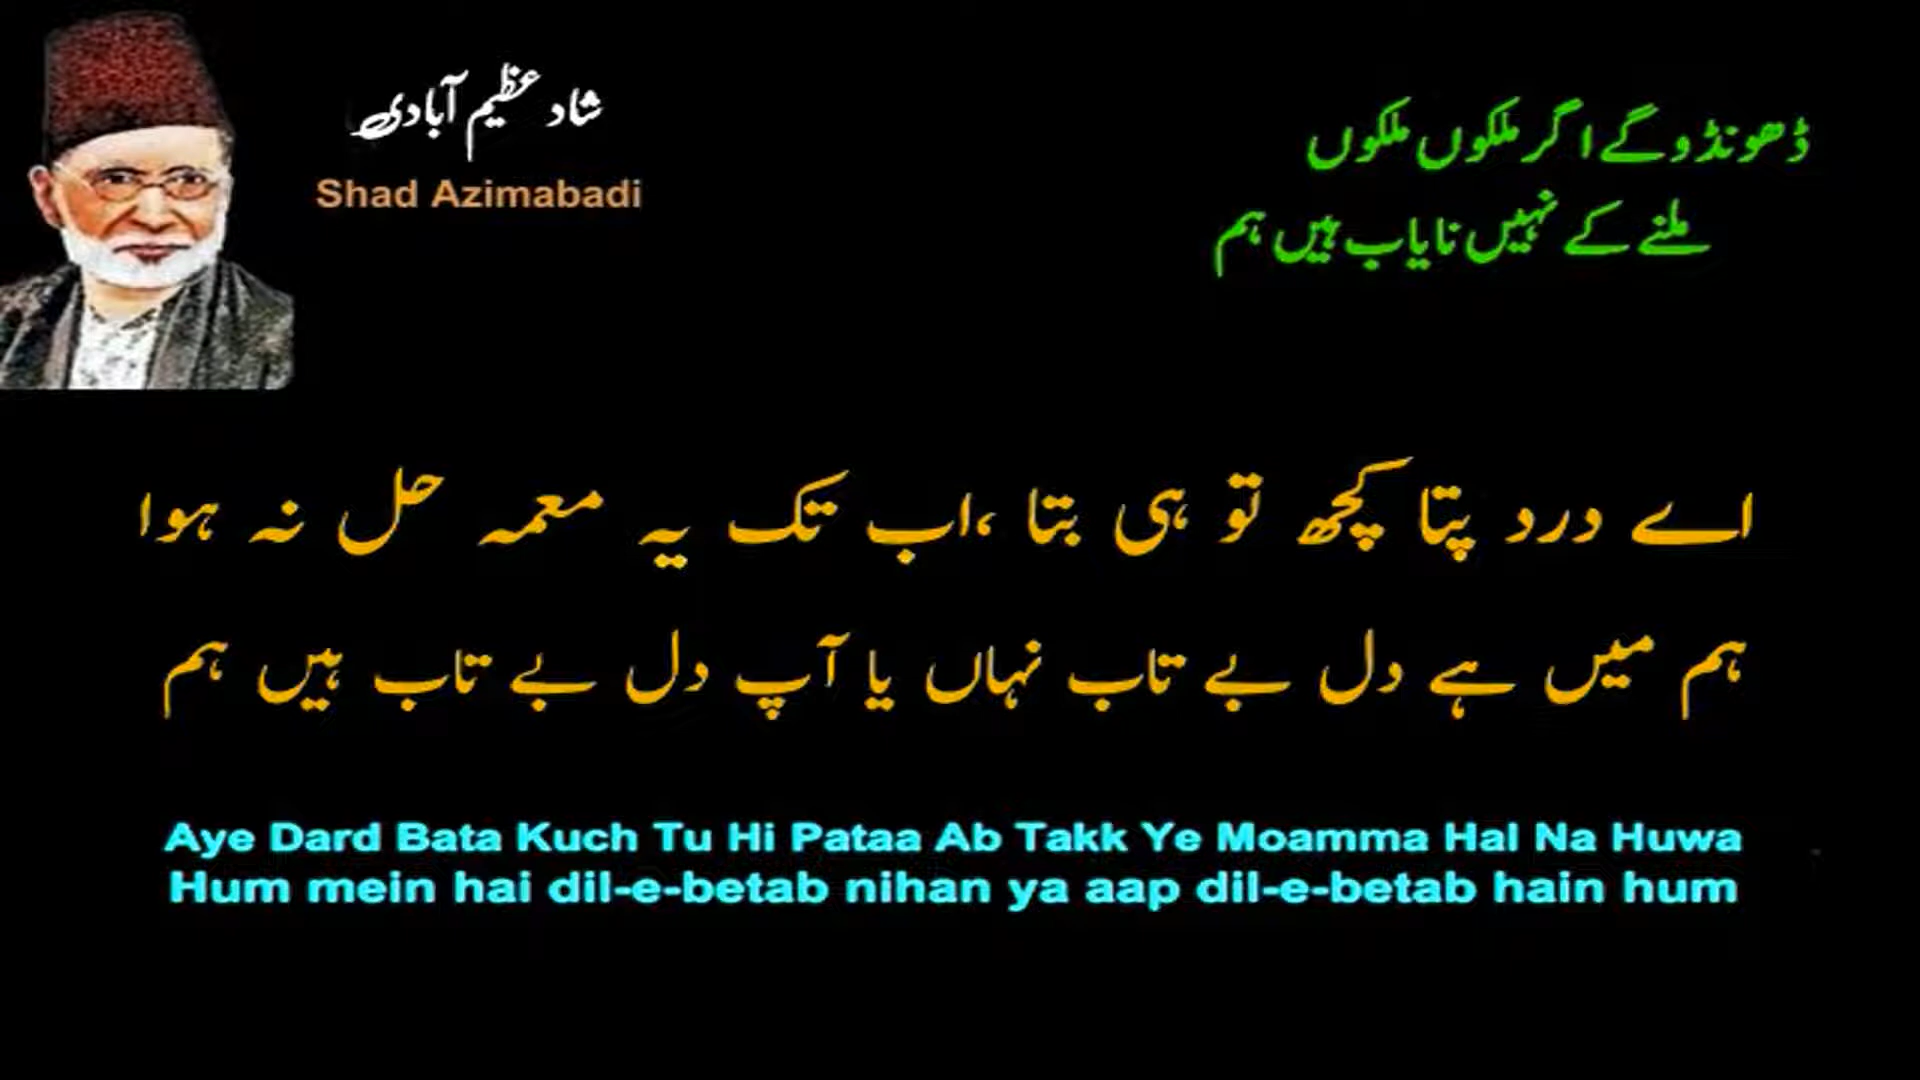 شاد عظیم آبادی
Shad Azimabadi
ڈھونڈو گے اگر ملکوں ملکوں
ملنے کے نہیں نایاب ہیں ہم
اے درد پتا کچھ تو ہی بتا ،اب تک یہ معمہ حل نہ ہوا
ہم میں ہے دل بے تاب نہاں یا آپ دل بے تاب ہیں ہم
Aye Dard Bata Kuch Tu Hi Pataa Ab Takk Ye Moamma Hal Na Huwa
Hum mein hai dil-e-betab nihan ya aap dil-e-betab hain hum